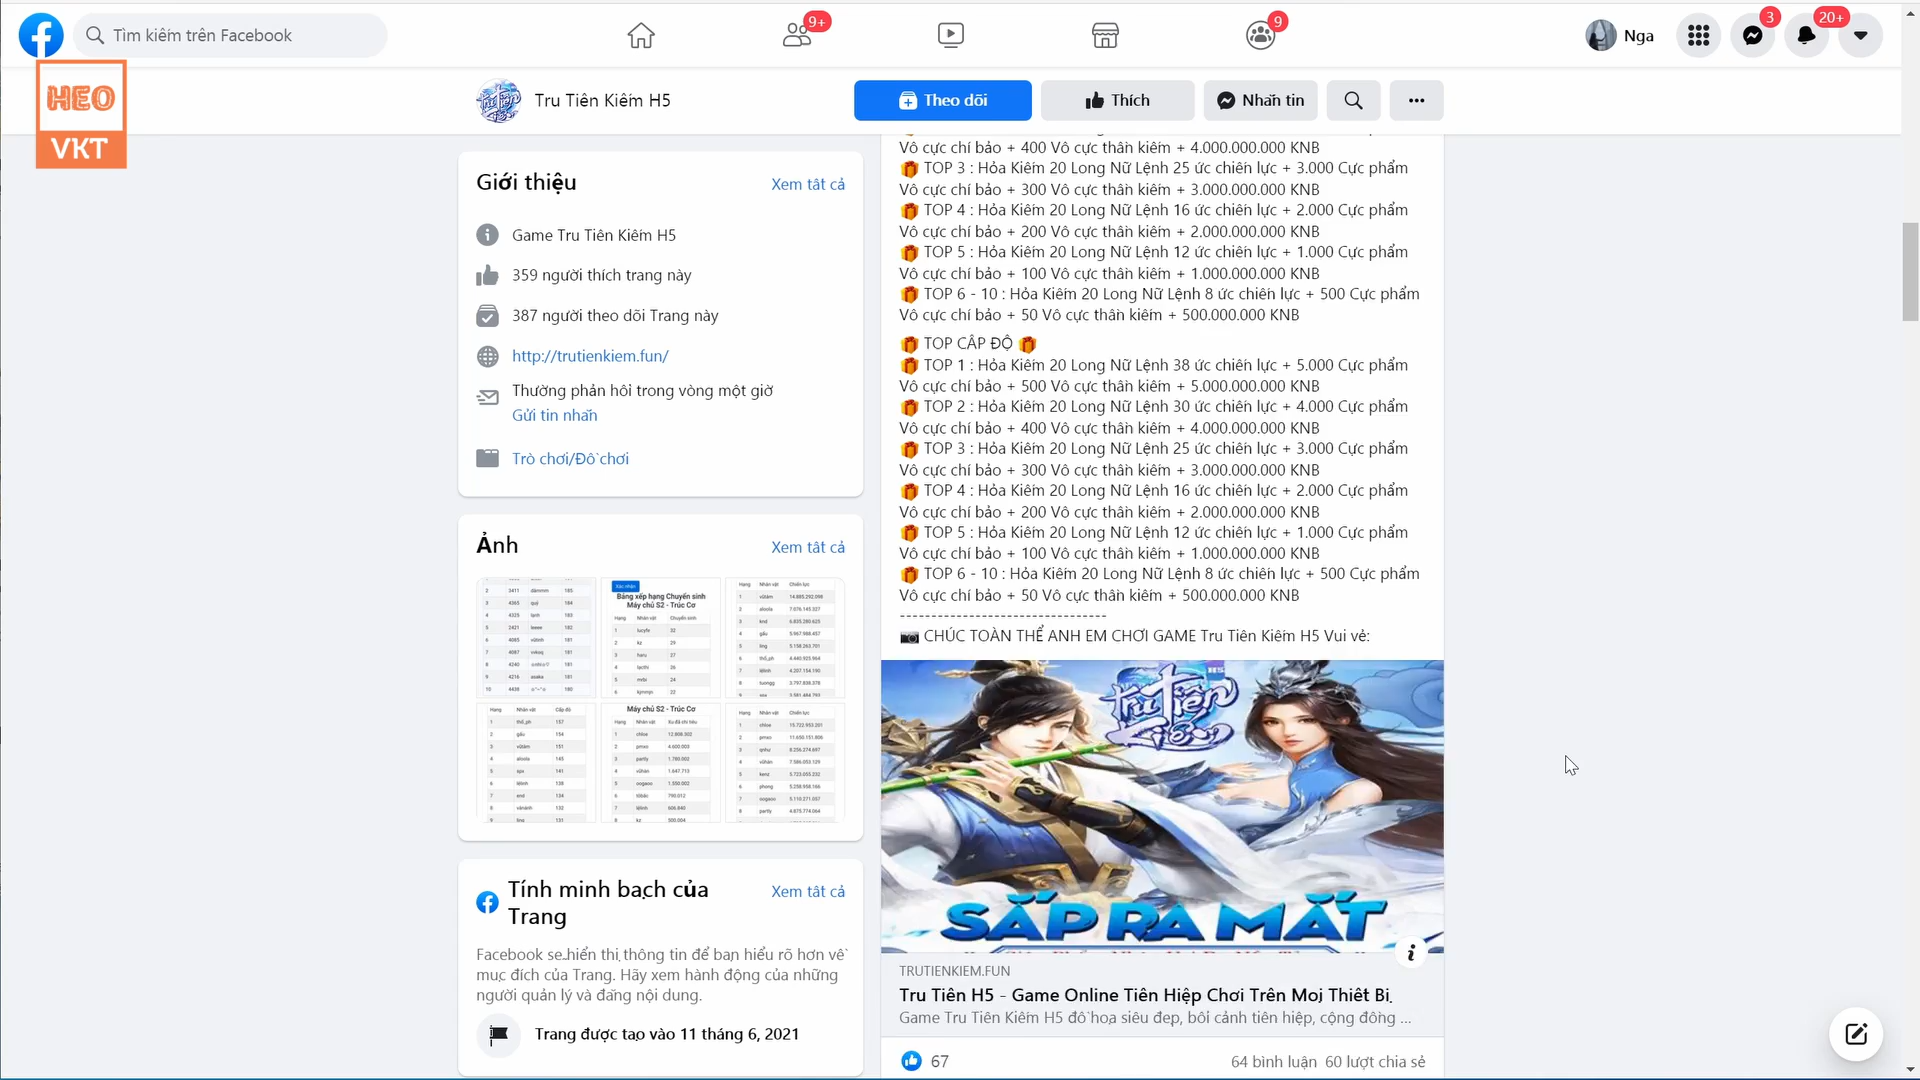 Tìm kiếm trên Facebook
9+
9
Nga
3
20+
HEO
VKT
Tru Tiên Kiếm H5
Theo dõi
Thích
Nhắn tin
Giới thiệu
Xem tất cả
Game Tru Tiên Kiếm H5
359 người thích trang này
387 người theo dõi Trang này
http://trutienkiem.fun/
Thường phản hồi trong vòng một giờ
Gửi tin nhắn
Trò chơi/Đồ chơi
Ảnh
Xem tất cả
Bảng xếp hạng Chuyển sinh
Máy chủ S2 - Trúc Cơ
Máy chủ S2 - Trúc Cơ
Tính minh bạch của
Trang
Xem tất cả
Facebook sẽ hiển thị thông tin để bạn hiểu rõ hơn về
mục đích của Trang. Hãy xem hành động của những
người quản lý và đăng nội dung.
Trang được tạo vào 11 tháng 6, 2021
Vô cực chí bảo + 400 Vô cực thần kiếm + 4.000.000.000 KNB
🎁 TOP 3 : Hỏa Kiếm 20 Long Nữ Lệnh 25 ức chiến lực + 3.000 Cực phẩm
Vô cực chí bảo + 300 Vô cực thần kiếm + 3.000.000.000 KNB
🎁 TOP 4 : Hỏa Kiếm 20 Long Nữ Lệnh 16 ức chiến lực + 2.000 Cực phẩm
Vô cực chí bảo + 200 Vô cực thần kiếm + 2.000.000.000 KNB
🎁 TOP 5 : Hỏa Kiếm 20 Long Nữ Lệnh 12 ức chiến lực + 1.000 Cực phẩm
Vô cực chí bảo + 100 Vô cực thần kiếm + 1.000.000.000 KNB
🎁 TOP 6 - 10 : Hỏa Kiếm 20 Long Nữ Lệnh 8 ức chiến lực + 500 Cực phẩm
Vô cực chí bảo + 50 Vô cực thần kiếm + 500.000.000 KNB
🎁 TOP CẤP ĐỘ 🎁
🎁 TOP 1 : Hỏa Kiếm 20 Long Nữ Lệnh 38 ức chiến lực + 5.000 Cực phẩm
Vô cực chí bảo + 500 Vô cực thần kiếm + 5.000.000.000 KNB
🎁 TOP 2 : Hỏa Kiếm 20 Long Nữ Lệnh 30 ức chiến lực + 4.000 Cực phẩm
Vô cực chí bảo + 400 Vô cực thần kiếm + 4.000.000.000 KNB
🎁 TOP 3 : Hỏa Kiếm 20 Long Nữ Lệnh 25 ức chiến lực + 3.000 Cực phẩm
Vô cực chí bảo + 300 Vô cực thần kiếm + 3.000.000.000 KNB
🎁 TOP 4 : Hỏa Kiếm 20 Long Nữ Lệnh 16 ức chiến lực + 2.000 Cực phẩm
Vô cực chí bảo + 200 Vô cực thần kiếm + 2.000.000.000 KNB
🎁 TOP 5 : Hỏa Kiếm 20 Long Nữ Lệnh 12 ức chiến lực + 1.000 Cực phẩm
Vô cực chí bảo + 100 Vô cực thần kiếm + 1.000.000.000 KNB
🎁 TOP 6 - 10 : Hỏa Kiếm 20 Long Nữ Lệnh 8 ức chiến lực + 500 Cực phẩm
Vô cực chí bảo + 50 Vô cực thần kiếm + 500.000.000 KNB
--------------------------------
📷 CHÚC TOÀN THỂ ANH EM CHƠI GAME Tru Tiên Kiếm H5 Vui vẻ:
Tru Tiên Kiếm
SẮP RA MẮT
TRUTIENKIEM.FUN
Tru Tiên H5 - Game Online Tiên Hiệp Chơi Trên Mọi Thiết Bị
Game Tru Tiên Kiếm H5 đồ họa siêu đẹp, bối cảnh tiên hiệp, cộng đồng ...
67
64 bình luận 60 lượt chia sẻ